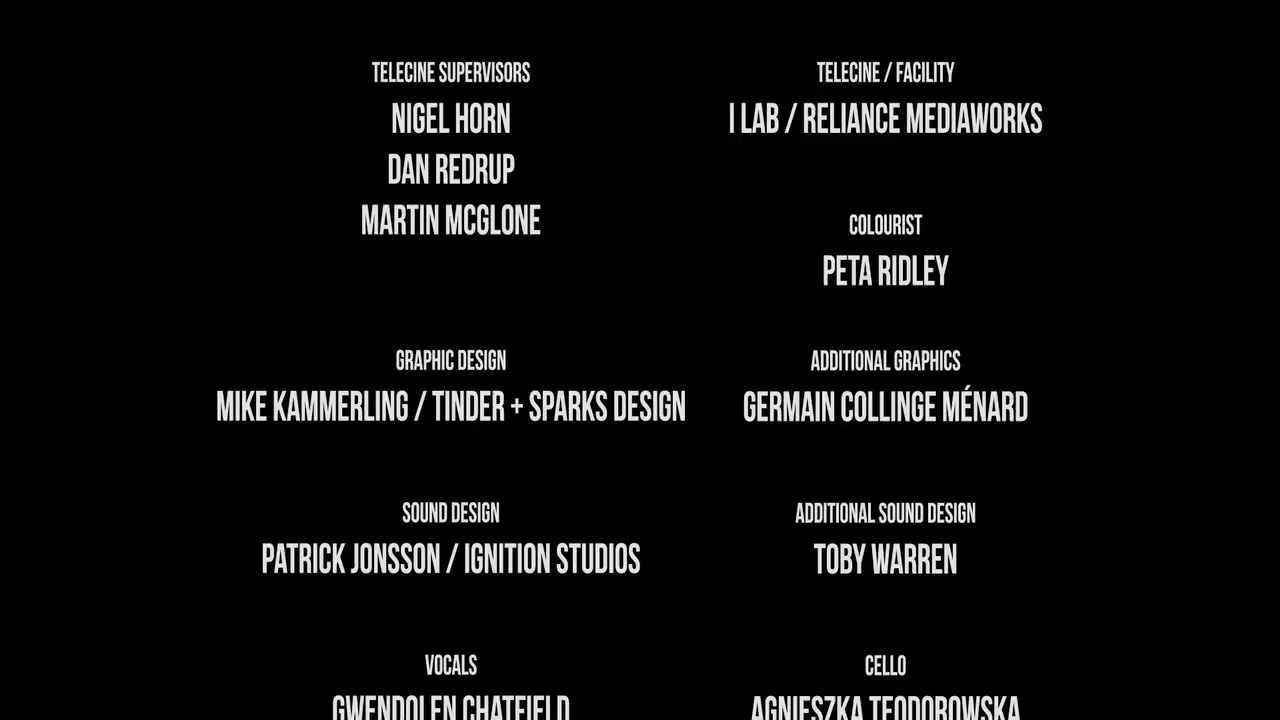 TELECINE SUPERVISORS
NIGEL HORN
DAN REDRUP
MARTIN MCGLONE
TELECINE / FACILITY
I LAB / RELIANCE MEDIAWORKS
COLOURIST
PETA RIDLEY
GRAPHIC DESIGN
MIKE KAMMERLING / TINDER + SPARKS DESIGN
ADDITIONAL GRAPHICS
GERMAIN COLLINGE MÉNARD
SOUND DESIGN
PATRICK JONSSON / IGNITION STUDIOS
ADDITIONAL SOUND DESIGN
TOBY WARREN
VOCALS
GWENDOLEN CHATFIELD
CELLO
AGNIESZKA TEODOROWSKA